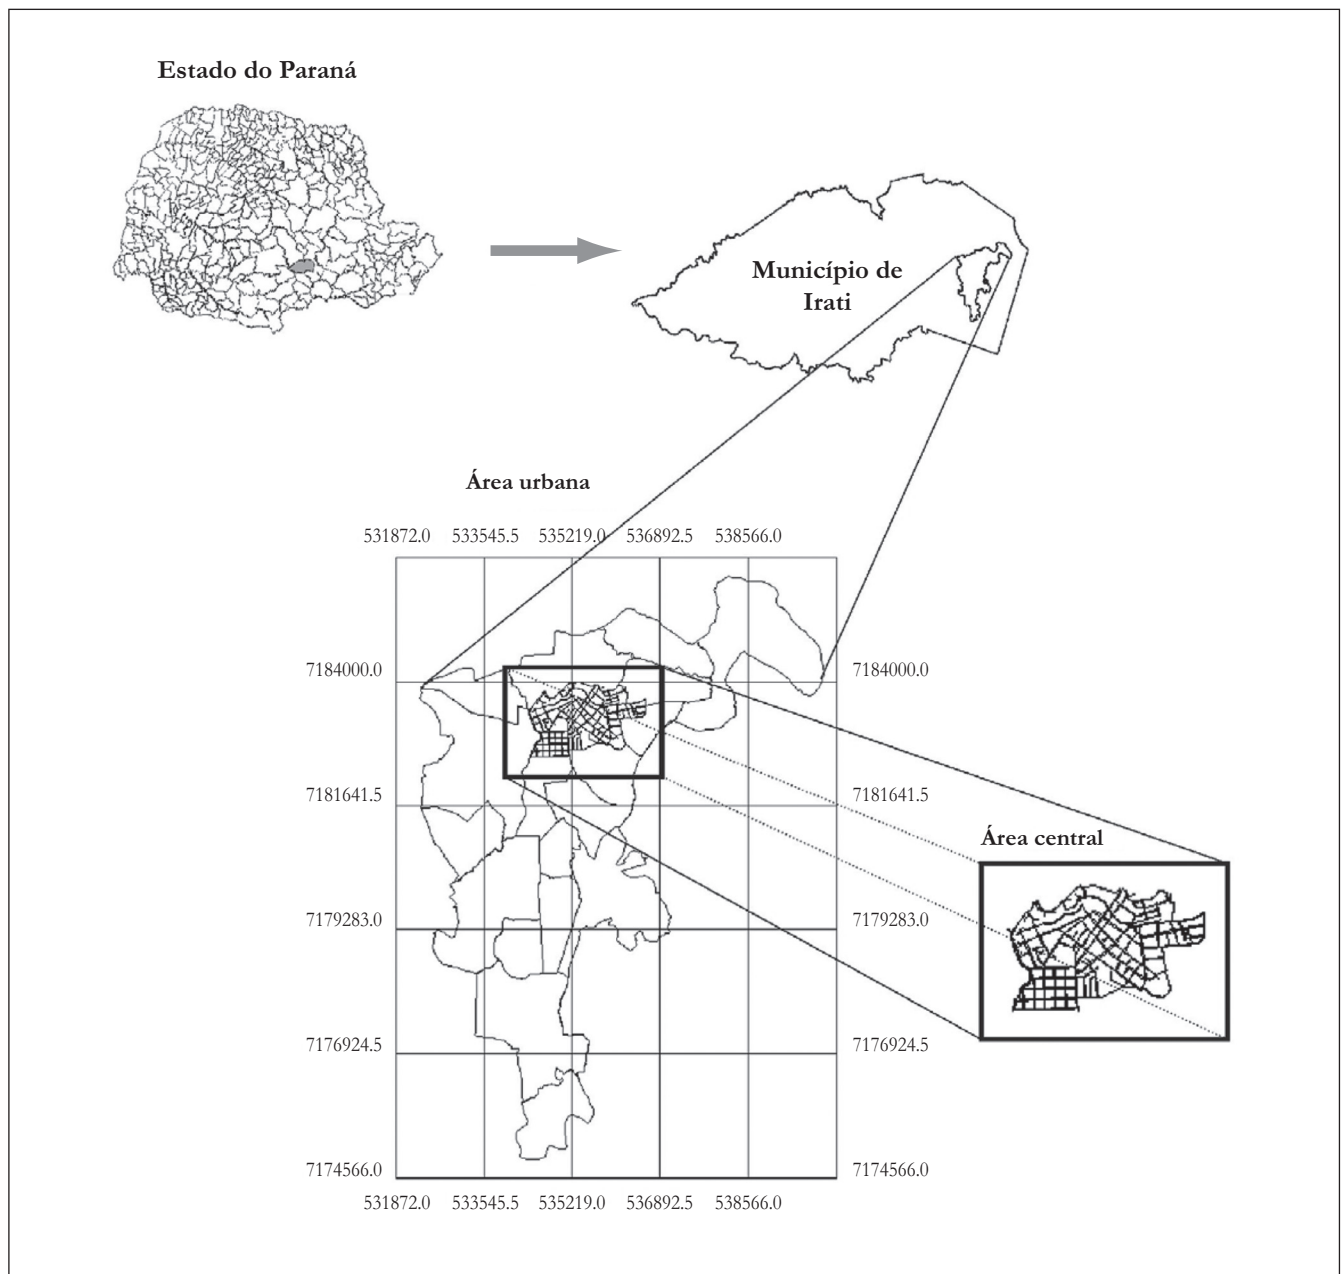 Estado do Paraná
Município de
Irati
Área urbana
531872.0 533545.5 535219.0 536892.5 538566.0
7184000.0 7184000.0
7181641.5 7181641.5
Área central
7179283.0 7179283.0
7176924.5 7176924.5
7174566.0 7174566.0
531872.0 533545.5 535219.0 536892.5 538566.0